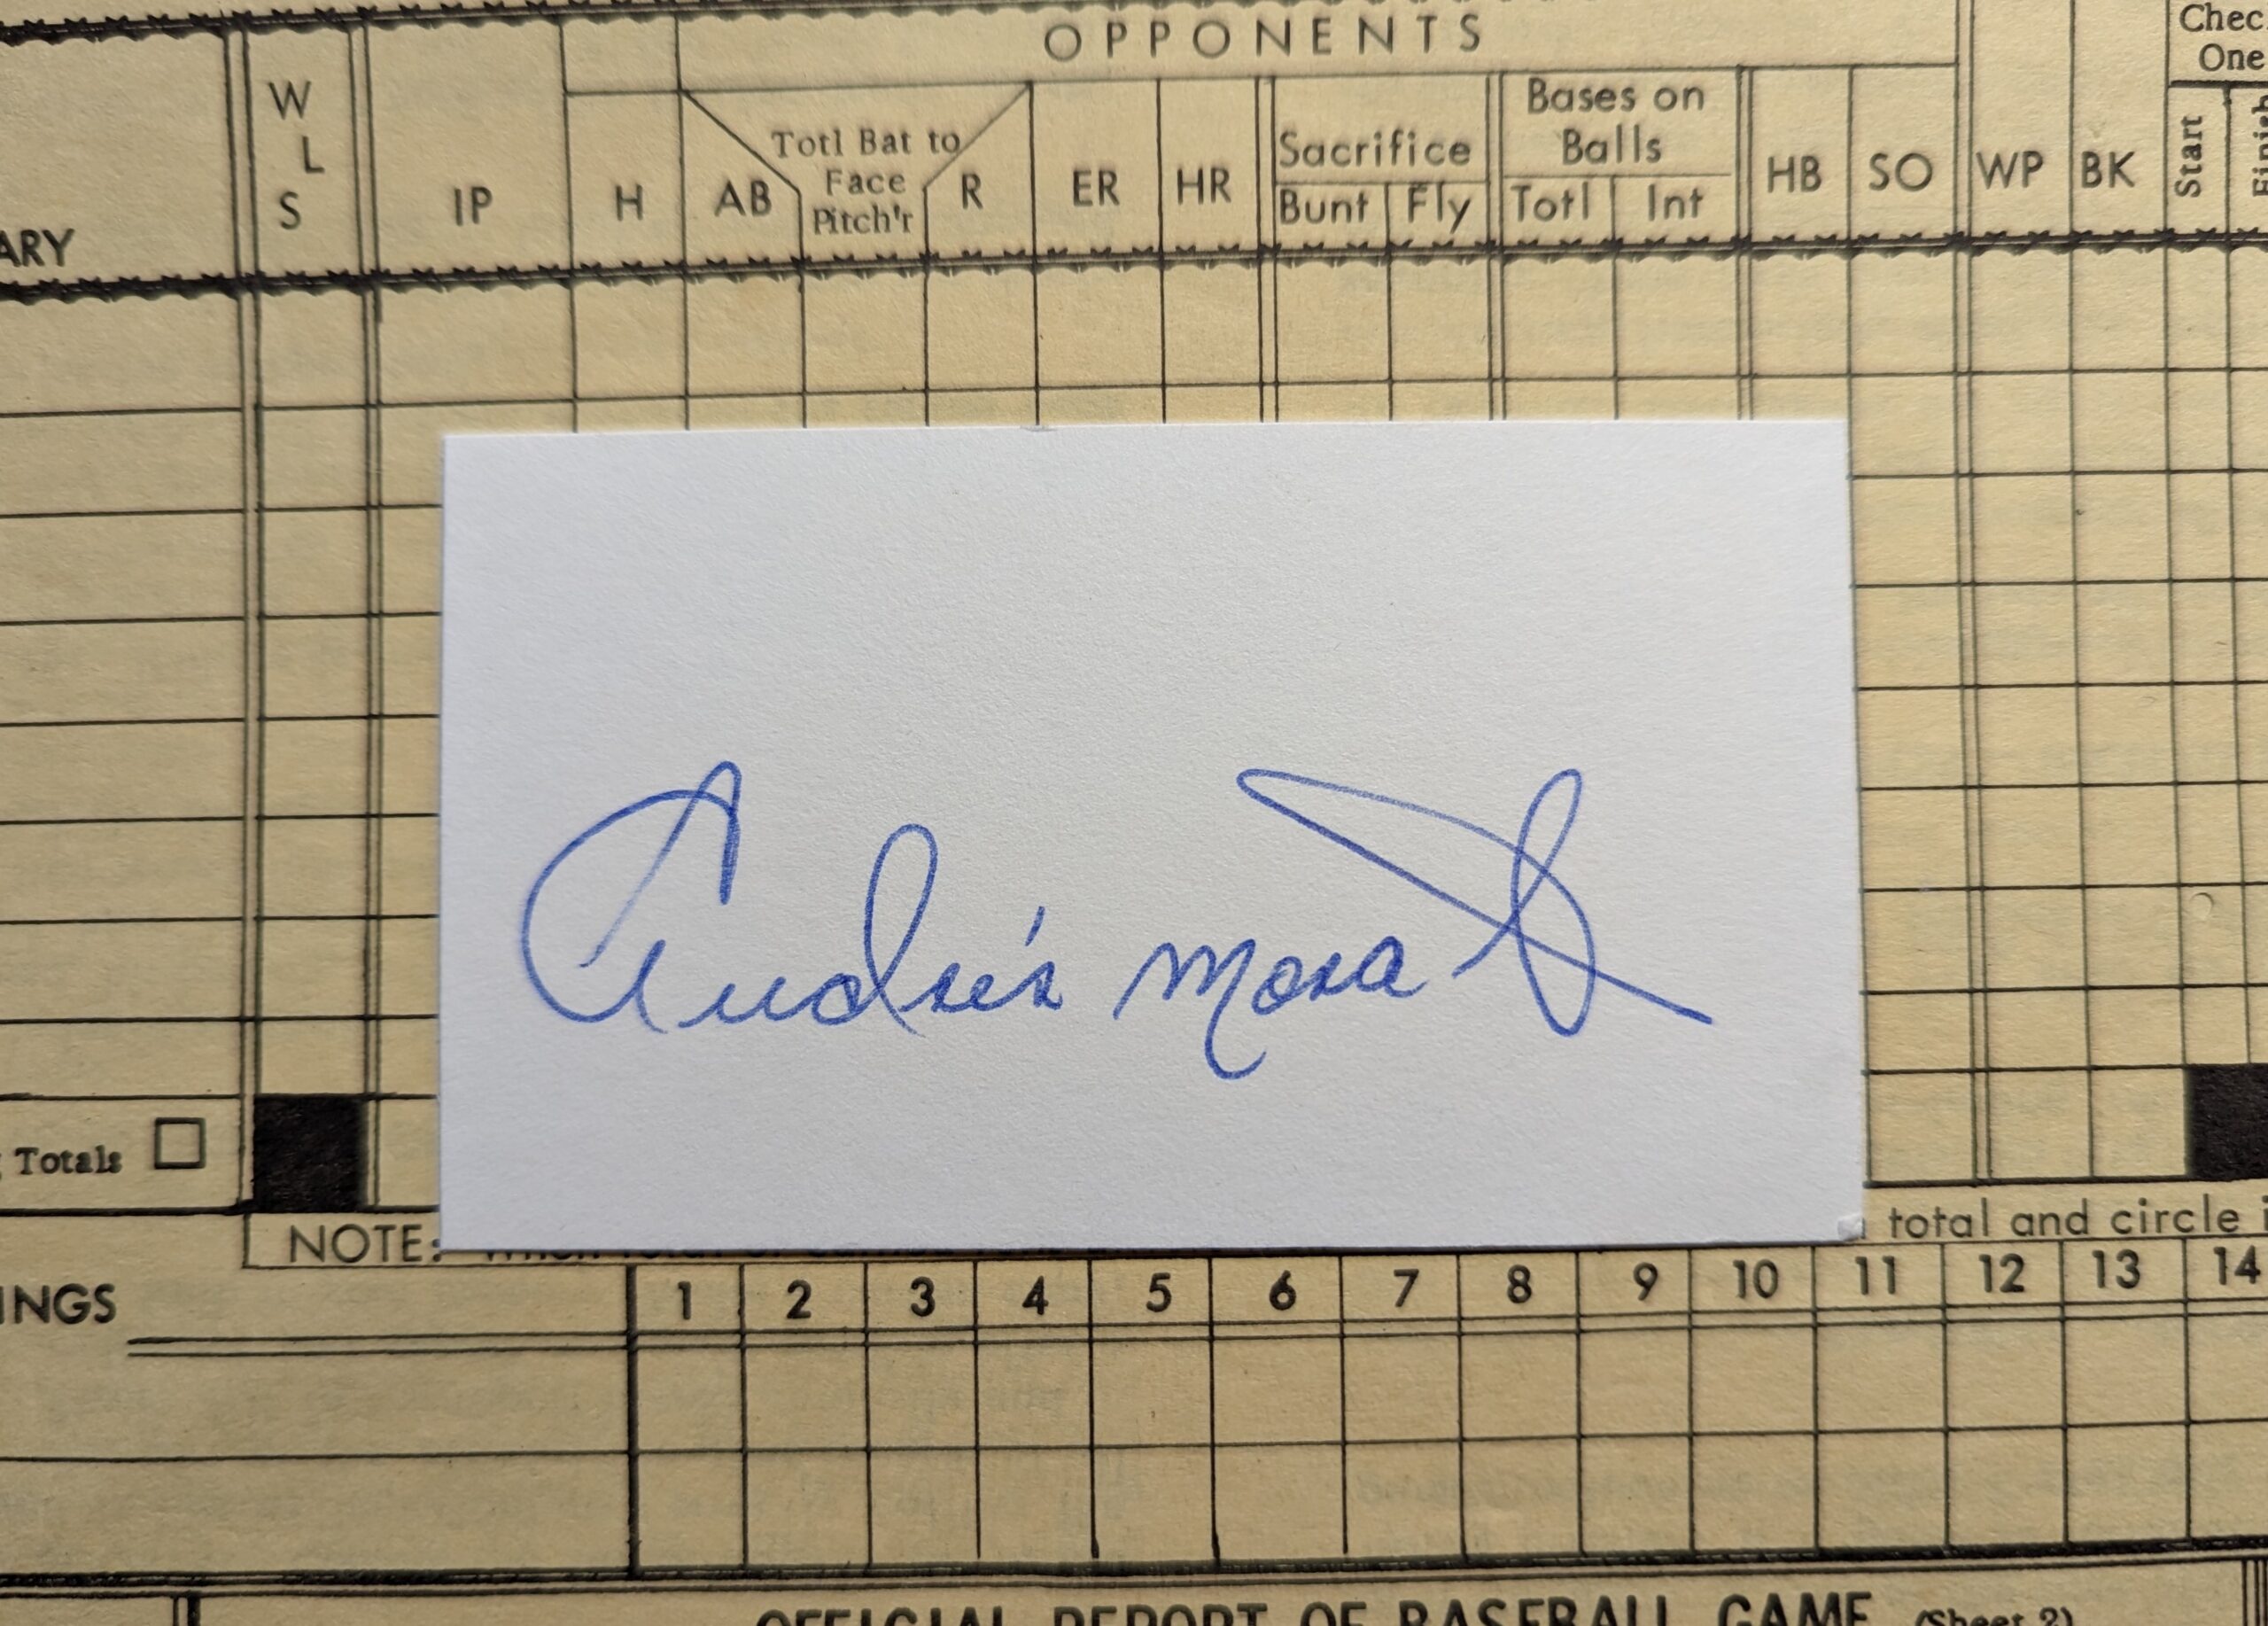 OPPONENTS
Chec
One
W
L
S
IP
H
AB
Totl Bat to
Face
Pitch'r
R
ER
HR
Sacrifice
Bunt
Fly
Bases on
Balls
Totl
Int
HB
SO
WP
BK
Start
Finish
ARY
Andrés Mora
Totals
NOTE:
total and circle i
INGS
1 2 3 4 5 6 7 8 9 10 11 12 13 14
OFFICIAL REPORT OF BASEBALL GAME (Sheet 2)